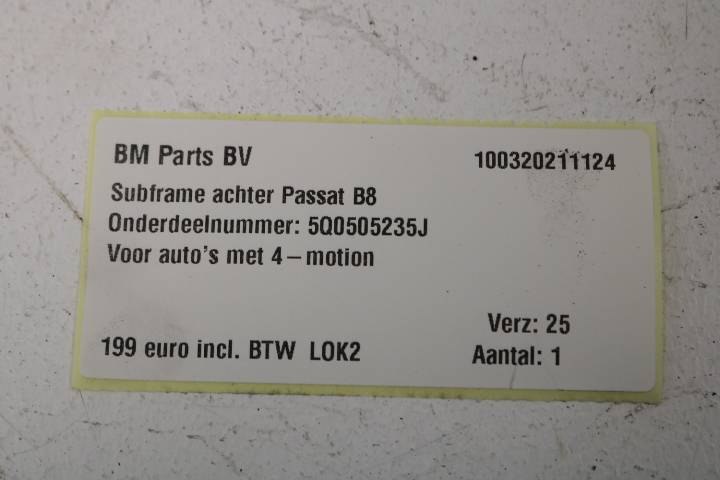 BM Parts BV 100320211124
Subframe achter Passat B8
Onderdeelnummer: 5Q0505235J
Voor auto's met 4-motion
Verz: 25
199 euro incl. BTW LOK2 Aantal: 1